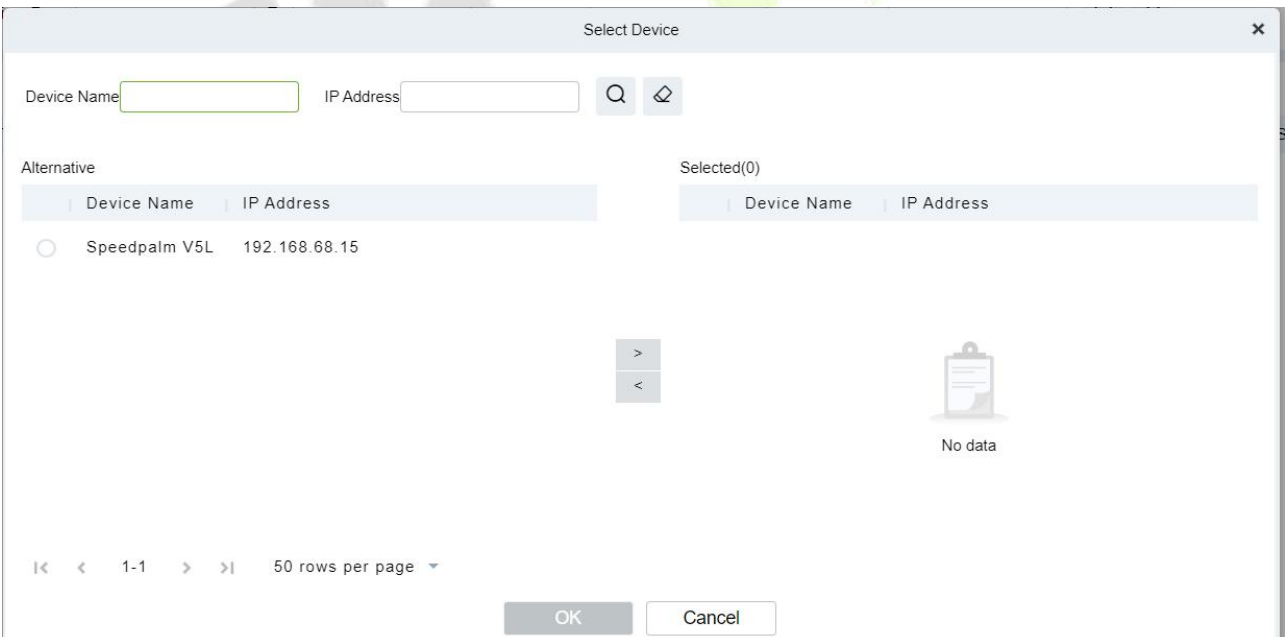 Select Device
Device Name IP Address
Alternative
Device Name IP Address
Speedpalm V5L 192.168.68.15
Selected(0)
Device Name IP Address
>
<
No data
1-1 50 rows per page
OK Cancel